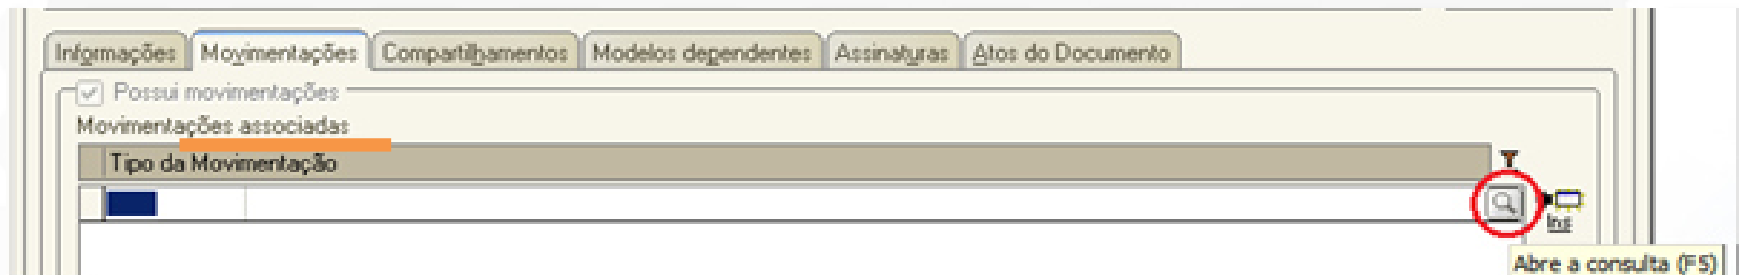 Informações Movimentações Compartilhamentos Modelos dependentes Assinaturas Atos do Documento
Possui movimentações
Movimentações associadas
Tipo da Movimentação
Ins
Abre a consulta (F5)